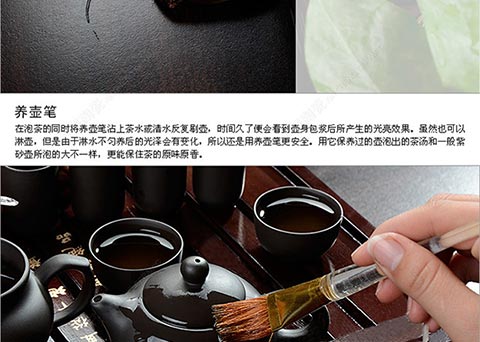 养壶笔
在泡茶的同时将养壶笔沾上茶水或清水反复刷壶，时间久了便会看到壶身包浆后所产生的光亮效果。虽然也可以
淋壶，但是由于淋水不匀养后的光泽会有变化，所以还是用养壶笔更安全。用它保养过的壶泡出的茶汤和一般紫
砂壶所泡的大不一样，更能保住茶的原味原香。